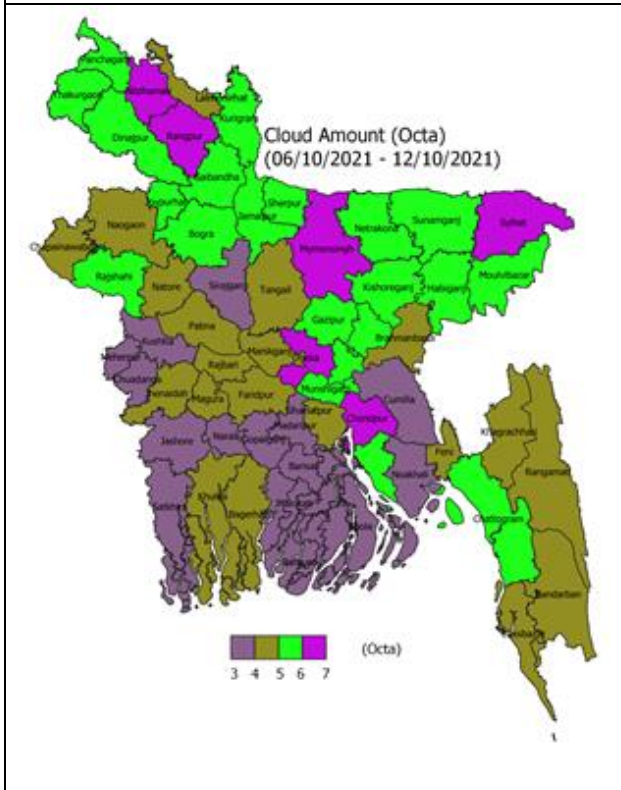 Panchagarh
Thakurgaon
Nilphamari
Lalmonirhat
Rangpur
Kurigram
Dinajpur
Cloud Amount (Octa)
(06/10/2021 - 12/10/2021)
Gaibandha
Joypurhat
Sherpur
Jamalpur
Bogra
Naogaon
Mymensingh
Netrakona
Sunamganj
Sylhet
Moulvibazar
Habiganj
Kishoreganj
Rajshahi
Natore
Sirajganj
Tangail
Gazipur
Pabna
Manikganj
Dhaka
Brahmanbaria
Kushtia
Chuadanga
Rajbari
Faridpur
Munshiganj
Jhenaidah
Magura
Shariatpur
Chandpur
Cumilla
Madaripur
Jashore
Narail
Gopalganj
Barisal
Feni
Noakhali
Khagrachhari
Rangamati
Chattogram
Bandarban
Satkhira
Khulna
Bagerhat
Bhola
3 4 5 6 7 (Octa)